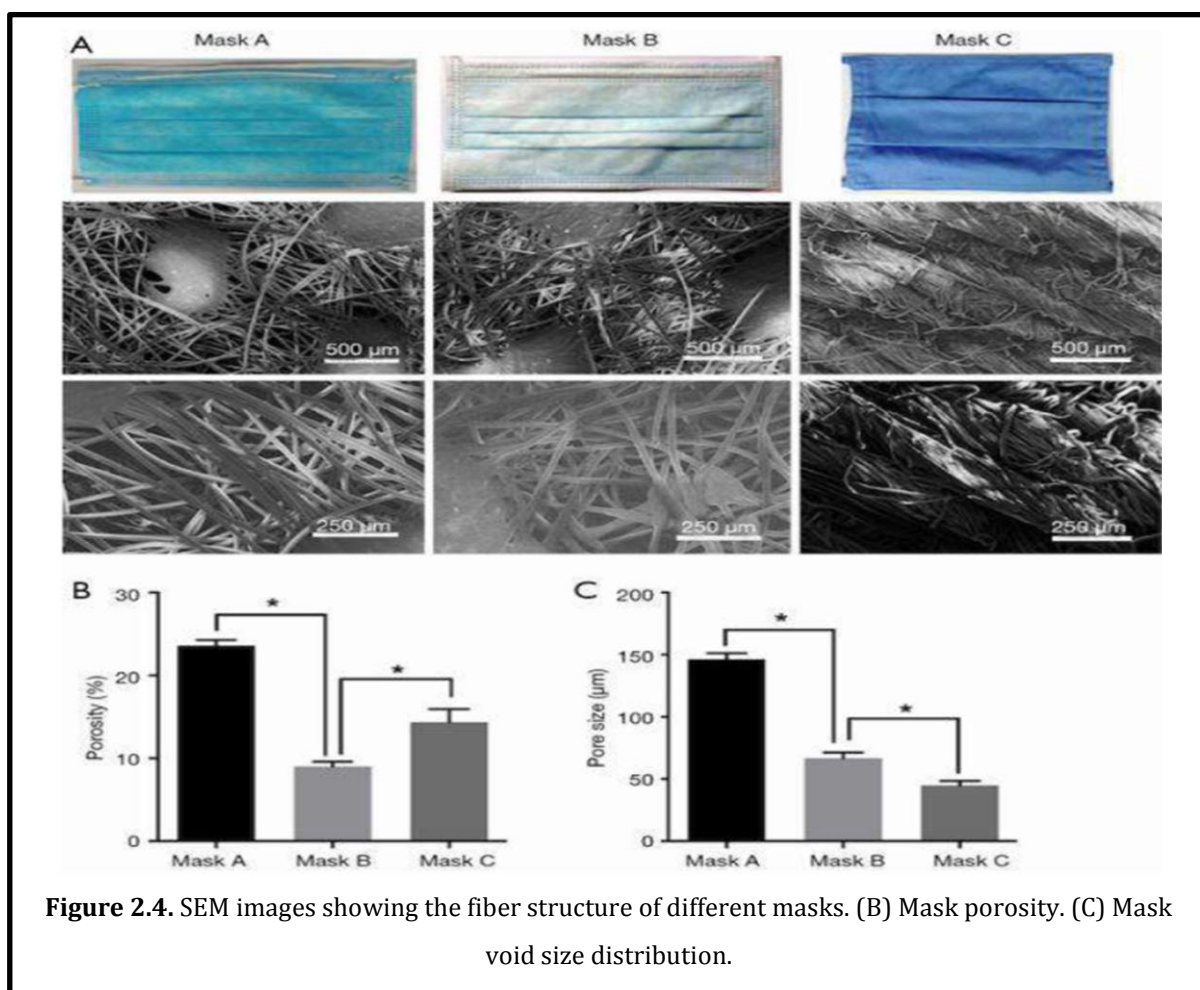 A
Mask A
Mask B
Mask C
500 µm
500 µm
500 µm
250 µm
250 µm
250 µm
B
30
20
10
0
Porosity (%)
*
*
Mask A
Mask B
Mask C
C
200
150
100
50
0
Pore size (µm)
*
*
Mask A
Mask B
Mask C
Figure 2.4. SEM images showing the fiber structure of different masks. (B) Mask porosity. (C) Mask
void size distribution.